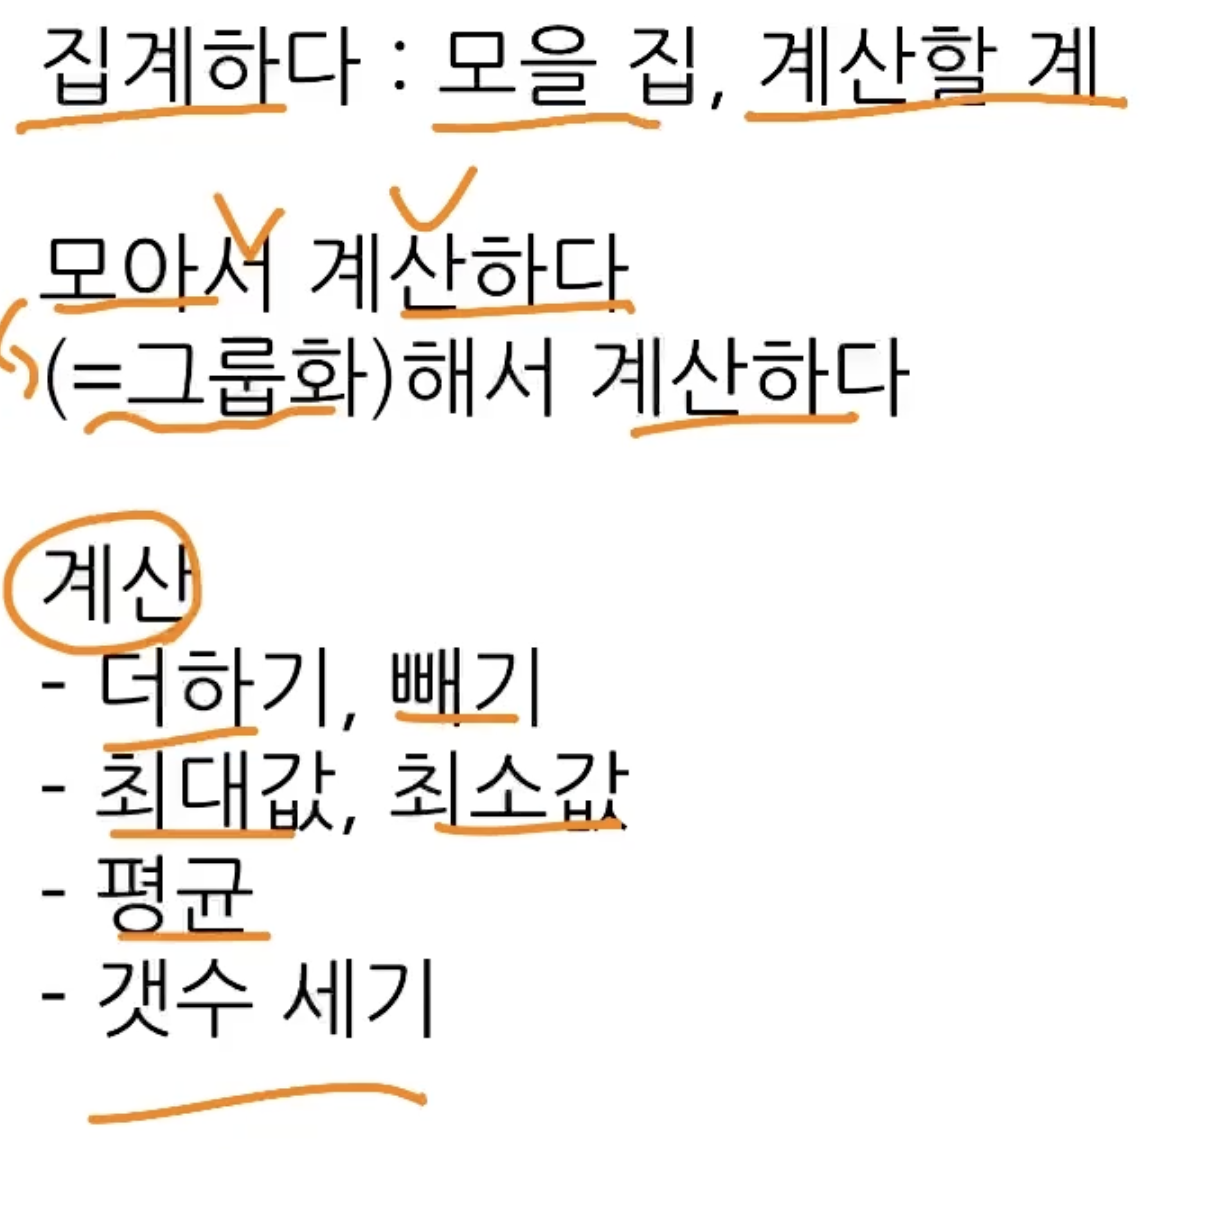 집계하다 : 모을 집, 계산할 계
모아서 계산하다
(=그룹화)해서 계산하다
계산
- 더하기, 빼기
- 최대값, 최소값
- 평균
- 갯수 세기